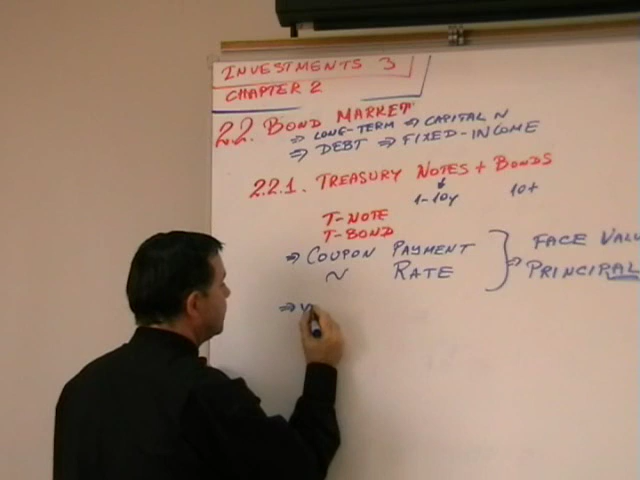 INVESTMENTS 3
CHAPTER 2
2.2. BOND MARKET
⇒ LONG-TERM ⇒ CAPITAL N
⇒ DEBT ⇒ FIXED-INCOME
2.2.1. TREASURY NOTES + BONDS
1-10y 10+
T-NOTE
T-BOND
⇒ COUPON PAYMENT
~ RATE
⇒ FACE VALU
PRINCIPAL
⇒